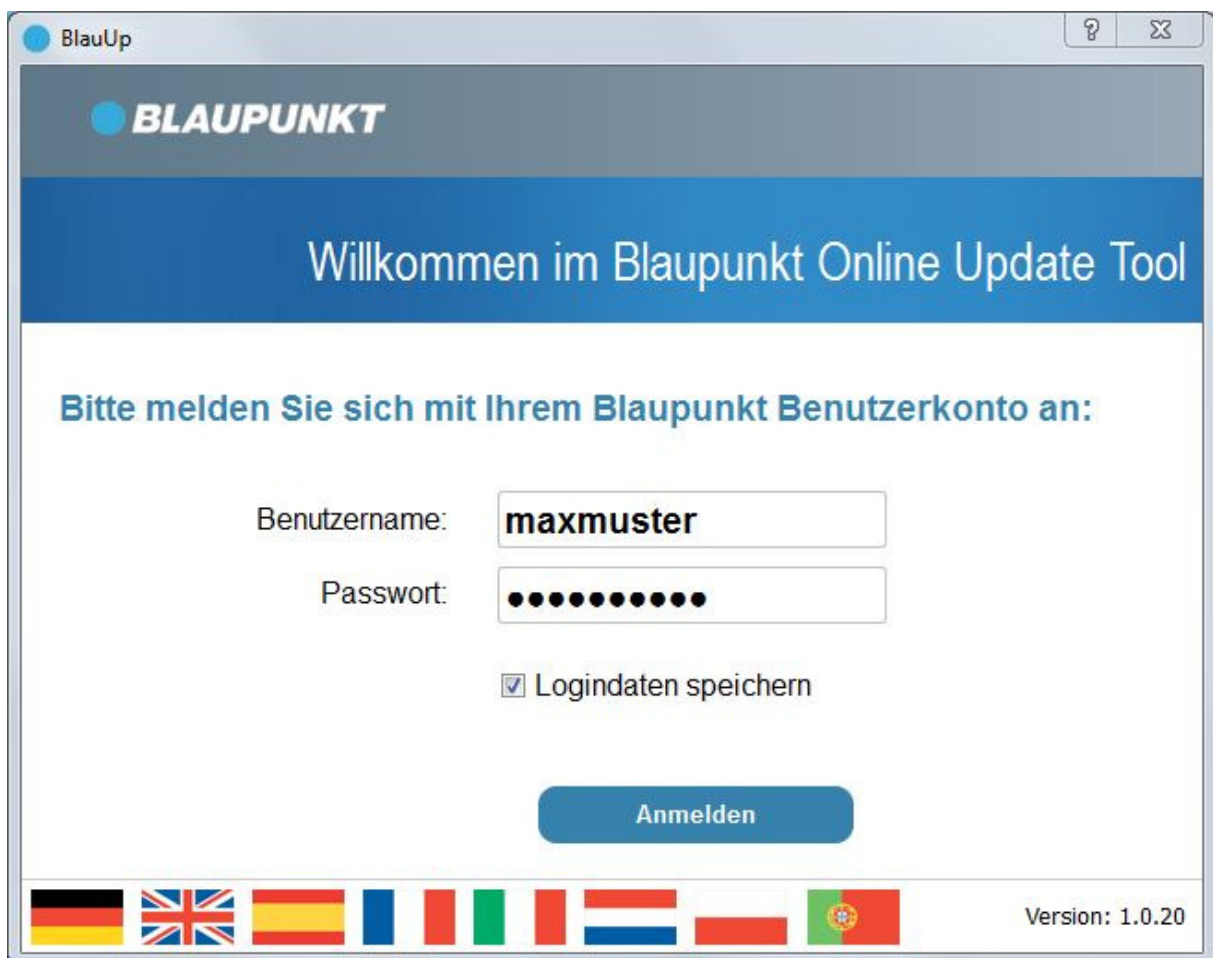 BlauUp
BLAUPUNKT
Willkommen im Blaupunkt Online Update Tool
Bitte melden Sie sich mit Ihrem Blaupunkt Benutzerkonto an:
Benutzername: maxmuster
Passwort: ●●●●●●●●●●
Logindaten speichern
Anmelden
Version: 1.0.20